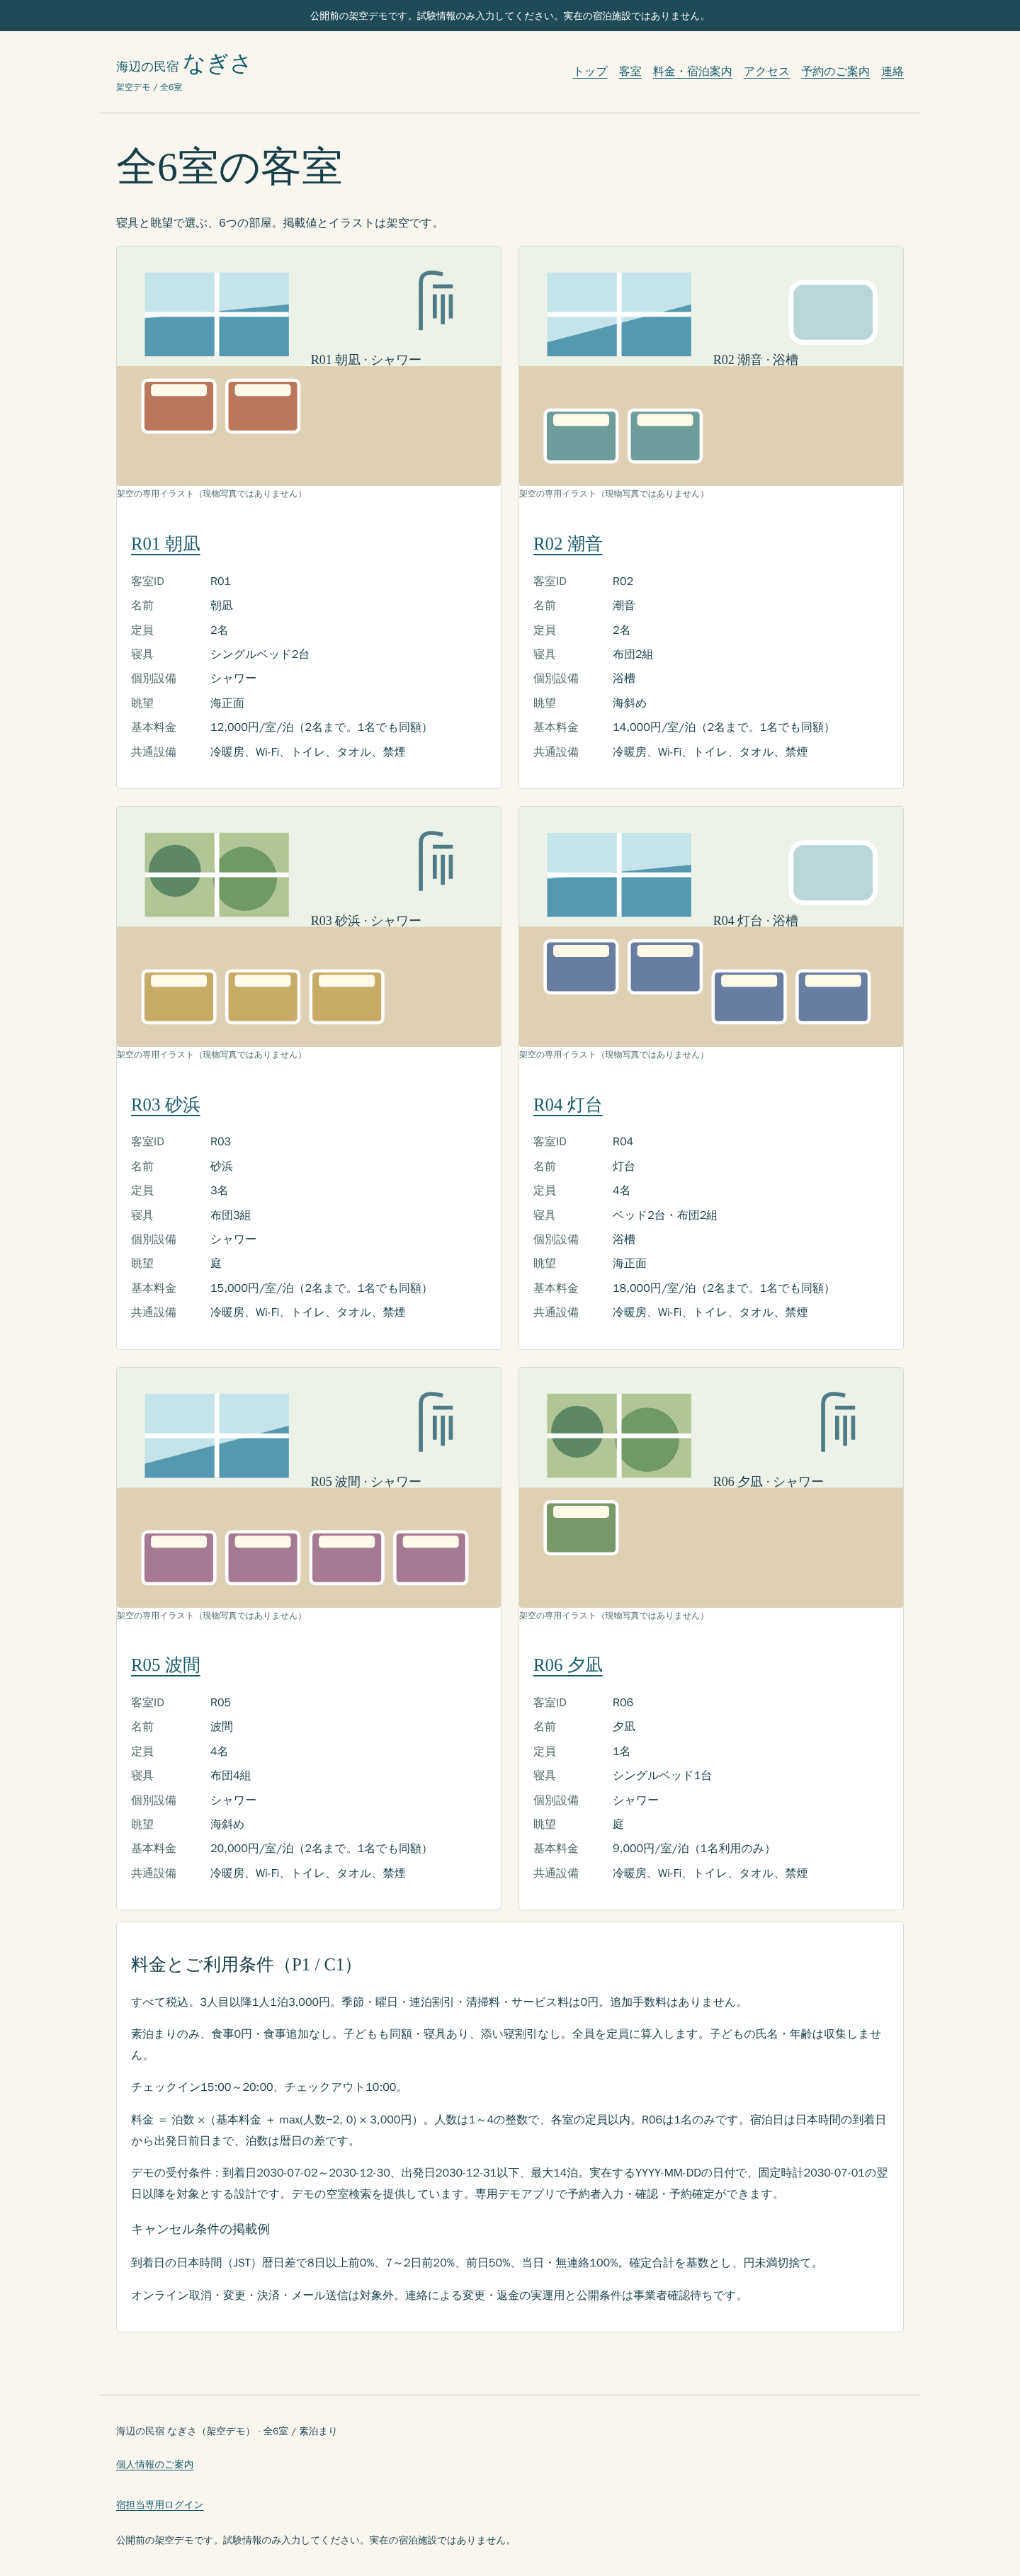 公開前の架空デモです。試験情報のみ入力してください。実在の宿泊施設ではありません。
海辺の民宿 なぎさ
架空デモ / 全6室
トップ 客室 料金・宿泊案内 アクセス 予約のご案内 連絡
全6室の客室
寝具と眺望で選ぶ、6つの部屋。掲載値とイラストは架空です。
R01 朝凪 · シャワー
架空の専用イラスト（現物写真ではありません）
R01 朝凪
客室ID R01
名前 朝凪
定員 2名
寝具 シングルベッド2台
個別設備 シャワー
眺望 海正面
基本料金 12,000円/室/泊（2名まで。1名でも同額）
共通設備 冷暖房、Wi-Fi、トイレ、タオル、禁煙
R02 潮音 · 浴槽
架空の専用イラスト（現物写真ではありません）
R02 潮音
客室ID R02
名前 潮音
定員 2名
寝具 布団2組
個別設備 浴槽
眺望 海斜め
基本料金 14,000円/室/泊（2名まで。1名でも同額）
共通設備 冷暖房、Wi-Fi、トイレ、タオル、禁煙
R03 砂浜 · シャワー
架空の専用イラスト（現物写真ではありません）
R03 砂浜
客室ID R03
名前 砂浜
定員 3名
寝具 布団3組
個別設備 シャワー
眺望 庭
基本料金 15,000円/室/泊（2名まで。1名でも同額）
共通設備 冷暖房、Wi-Fi、トイレ、タオル、禁煙
R04 灯台 · 浴槽
架空の専用イラスト（現物写真ではありません）
R04 灯台
客室ID R04
名前 灯台
定員 4名
寝具 ベッド2台・布団2組
個別設備 浴槽
眺望 海正面
基本料金 18,000円/室/泊（2名まで。1名でも同額）
共通設備 冷暖房、Wi-Fi、トイレ、タオル、禁煙
R05 波間 · シャワー
架空の専用イラスト（現物写真ではありません）
R05 波間
客室ID R05
名前 波間
定員 4名
寝具 布団4組
個別設備 シャワー
眺望 海斜め
基本料金 20,000円/室/泊（2名まで。1名でも同額）
共通設備 冷暖房、Wi-Fi、トイレ、タオル、禁煙
R06 夕凪 · シャワー
架空の専用イラスト（現物写真ではありません）
R06 夕凪
客室ID R06
名前 夕凪
定員 1名
寝具 シングルベッド1台
個別設備 シャワー
眺望 庭
基本料金 9,000円/室/泊（1名利用のみ）
共通設備 冷暖房、Wi-Fi、トイレ、タオル、禁煙
料金とご利用条件（P1 / C1）
すべて税込。3人目以降1人1泊3,000円。季節・曜日・連泊割引・清掃料・サービス料は0円。追加手数料はありません。
素泊まりのみ、食事0円・食事追加なし。子どもも同額・寝具あり、添い寝割引なし。全員を定員に算入します。子どもの氏名・年齢は収集しませ
ん。
チェックイン15:00～20:00、チェックアウト10:00。
料金 ＝ 泊数 ×（基本料金 ＋ max(人数−2, 0) × 3,000円）。人数は1～4の整数で、各室の定員以内。R06は1名のみです。宿泊日は日本時間の到着日
から出発日前日まで、泊数は暦日の差です。
デモの受付条件：到着日2030-07-02～2030-12-30、出発日2030-12-31以下、最大14泊。実在するYYYY-MM-DDの日付で、固定時計2030-07-01の翌
日以降を対象とする設計です。デモの空室検索を提供しています。専用デモアプリで予約者入力・確認・予約確定ができます。
キャンセル条件の掲載例
到着日の日本時間（JST）暦日差で8日以上前0%、7～2日前20%、前日50%、当日・無連絡100%。確定合計を基数とし、円未満切捨て。
オンライン取消・変更・決済・メール送信は対象外。連絡による変更・返金の実運用と公開条件は事業者確認待ちです。
海辺の民宿 なぎさ（架空デモ） · 全6室 / 素泊まり
個人情報のご案内
宿担当専用ログイン
公開前の架空デモです。試験情報のみ入力してください。実在の宿泊施設ではありません。